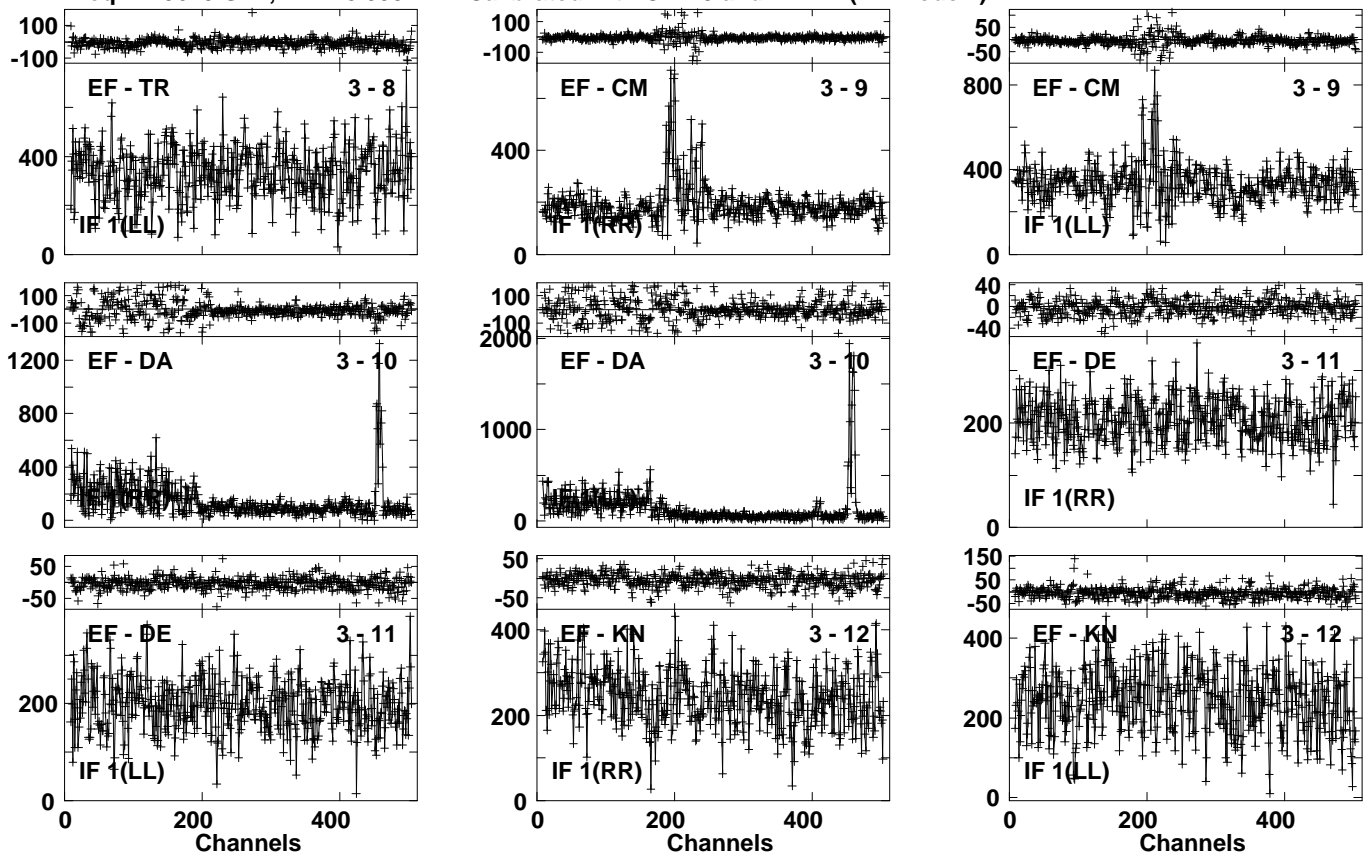 100
-100
EF - TR 3 - 8
400
0
IF 1(LL)
100
-100
EF - CM 3 - 9
400
0
IF 1(RR)
50
-50
EF - CM 3 - 9
800
400
0
IF 1(LL)
100
-100
EF - DA 3 - 10
1200
800
400
0
100
-100
2000
EF - DA 3 - 10
1000
0
40
0
-40
EF - DE 3 - 11
200
0
IF 1(RR)
50
-50
EF - DE 3 - 11
200
0
IF 1(LL)
50
-50
EF - KN 3 - 12
400
200
0
IF 1(RR)
150
50
-50
EF - KN 3 - 12
400
200
0
IF 1(LL)
0 200 400
Channels
0 200 400
Channels
0 200 400
Channels